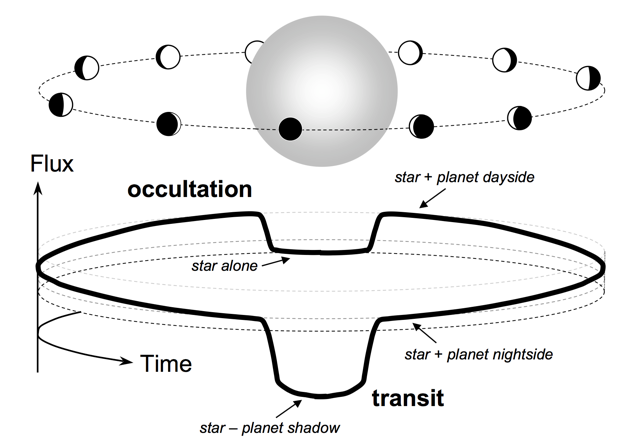 Flux
occultation
star + planet dayside
star alone
Time
star + planet nightside
transit
star – planet shadow